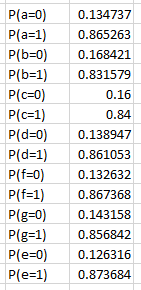 P(a=0) 0.134737
P(a=1) 0.865263
P(b=0) 0.168421
P(b=1) 0.831579
P(c=0) 0.16
P(c=1) 0.84
P(d=0) 0.138947
P(d=1) 0.861053
P(f=0) 0.132632
P(f=1) 0.867368
P(g=0) 0.143158
P(g=1) 0.856842
P(e=0) 0.126316
P(e=1) 0.873684